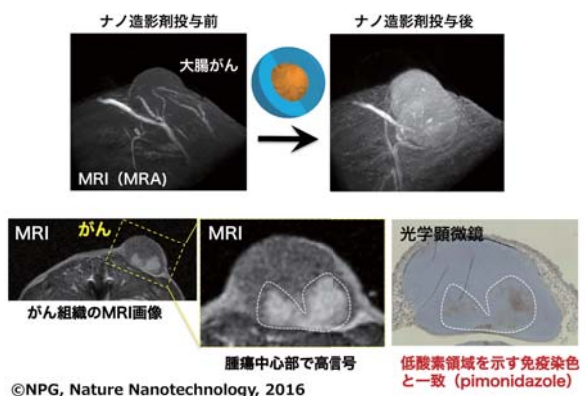 ナノ造影剤投与前
ナノ造影剤投与後
大腸がん
MRI（MRA）
MRI
がん
MRI
光学顕微鏡
がん組織のMRI画像
腫瘍中心部で高信号
低酸素領域を示す免疫染色
と一致（pimonidazole）
©NPG, Nature Nanotechnology, 2016